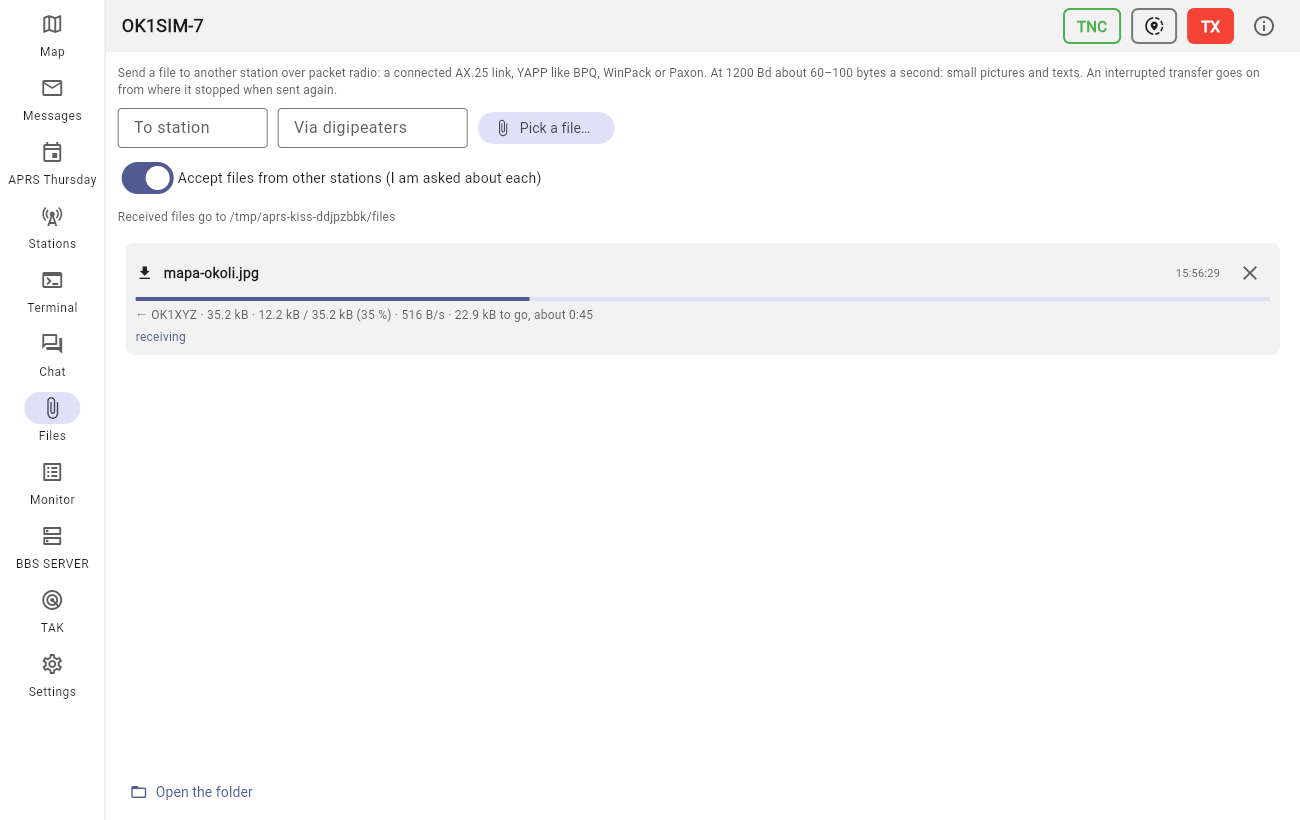 OK1SIM-7
TNC
TX
Map
Messages
APRS Thursday
Stations
Terminal
Chat
Files
Monitor
BBS SERVER
TAK
Settings
Send a file to another station over packet radio: a connected AX.25 link, YAPP like BPQ, WinPack or Paxon. At 1200 Bd about 60–100 bytes a second: small pictures and texts. An interrupted transfer goes on
from where it stopped when sent again.
To station
Via digipeaters
Pick a file…
Accept files from other stations (I am asked about each)
Received files go to /tmp/aprs-kiss-ddjpzbbk/files
mapa-okoli.jpg
15:56:29
← OK1XYZ · 35.2 kB · 12.2 kB / 35.2 kB (35 %) · 516 B/s · 22.9 kB to go, about 0:45
receiving
Open the folder